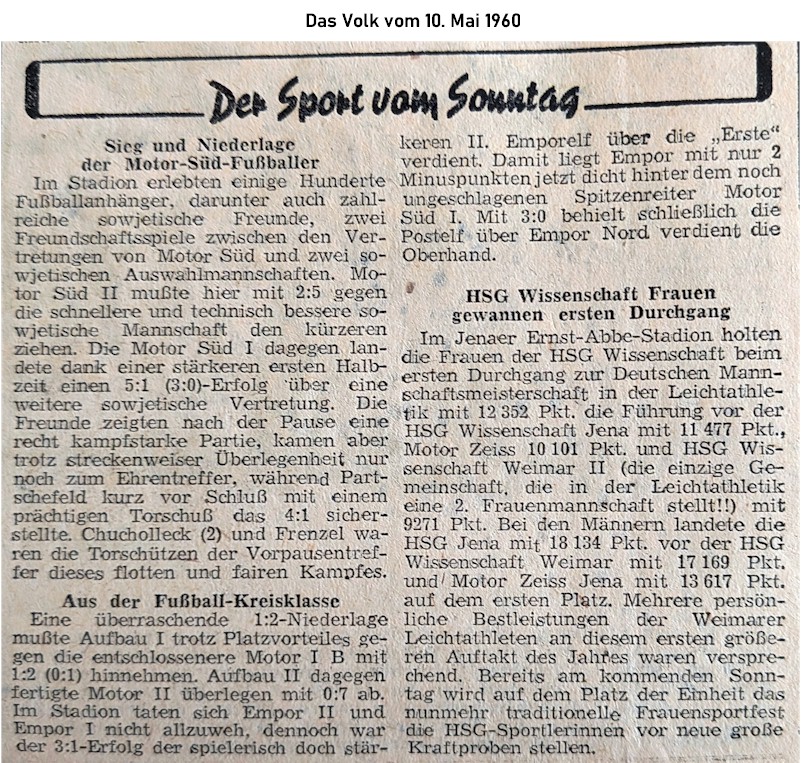 Das Volk vom 10. Mai 1960
Der Sport vom Sonntag
Sieg und Niederlage
der Motor-Süd-Fußballer
Im Stadion erlebten einige Hunderte
Fußballanhänger, darunter auch zahl-
reiche sowjetische Freunde, zwei
Freundschaftsspiele zwischen den Ver-
tretungen von Motor Süd und zwei so-
wjetischen Auswahlmannschaften. Mo-
tor Süd II mußte hier mit 2:5 gegen
die schnellere und technisch bessere so-
wjetische Mannschaft den kürzeren
ziehen. Die Motor Süd I dagegen lan-
dete dank einer stärkeren ersten Halb-
zeit einen 5:1 (3:0)-Erfolg über eine
weitere sowjetische Vertretung. Die
Freunde zeigten nach der Pause eine
recht kampfstarke Partie, kamen aber
trotz streckenweiser Überlegenheit nur
noch zum Ehrentreffer, während Part-
schefeld kurz vor Schluß mit einem
prächtigen Torschuß das 4:1 sicher-
stellte. Chucholleck (2) und Frenzel wa-
ren die Torschützen der Vorpausentref-
fer dieses flotten und fairen Kampfes.
Aus der Fußball-Kreisklasse
Eine überraschende 1:2-Niederlage
mußte Aufbau I trotz Platzvorteiles ge-
gen die entschlossenere Motor I B mit
1:2 (0:1) hinnehmen. Aufbau II dagegen
fertigte Motor II überlegen mit 0:7 ab.
Im Stadion taten sich Empor II und
Empor I nicht allzuweh, dennoch war
der 3:1-Erfolg der spielerisch doch stär-
keren II. Emporelf über die „Erste“
verdient. Damit liegt Empor mit nur 2
Minuspunkten jetzt dicht hinter dem noch
ungeschlagenen Spitzenreiter Motor
Süd I. Mit 3:0 behielt schließlich die
Postelf über Empor Nord verdient die
Oberhand.
HSG Wissenschaft Frauen
gewannen ersten Durchgang
Im Jenaer Ernst-Abbe-Stadion holten
die Frauen der HSG Wissenschaft beim
ersten Durchgang zur Deutschen Mann-
schaftsmeisterschaft in der Leichtathle-
tik mit 12 352 Pkt. die Führung vor der
HSG Wissenschaft Jena mit 11 477 Pkt.,
Motor Zeiss 10 101 Pkt. und HSG Wis-
senschaft Weimar II (die einzige Ge-
meinschaft, die in der Leichtathletik
eine 2. Frauenmannschaft stellt!!) mit
9271 Pkt. Bei den Männern landete die
HSG Jena mit 18 134 Pkt. vor der HSG
Wissenschaft Weimar mit 17 169 Pkt.
und Motor Zeiss Jena mit 13 617 Pkt.
auf dem ersten Platz. Mehrere persön-
liche Bestleistungen der Weimarer
Leichtathleten an diesem ersten größe-
ren Auftakt des Jahres waren verspre-
chend. Bereits am kommenden Sonn-
tag wird auf dem Platz der Einheit das
nunmehr traditionelle Frauensportfest
die HSG-Sportlerinnen vor neue große
Kraftproben stellen.